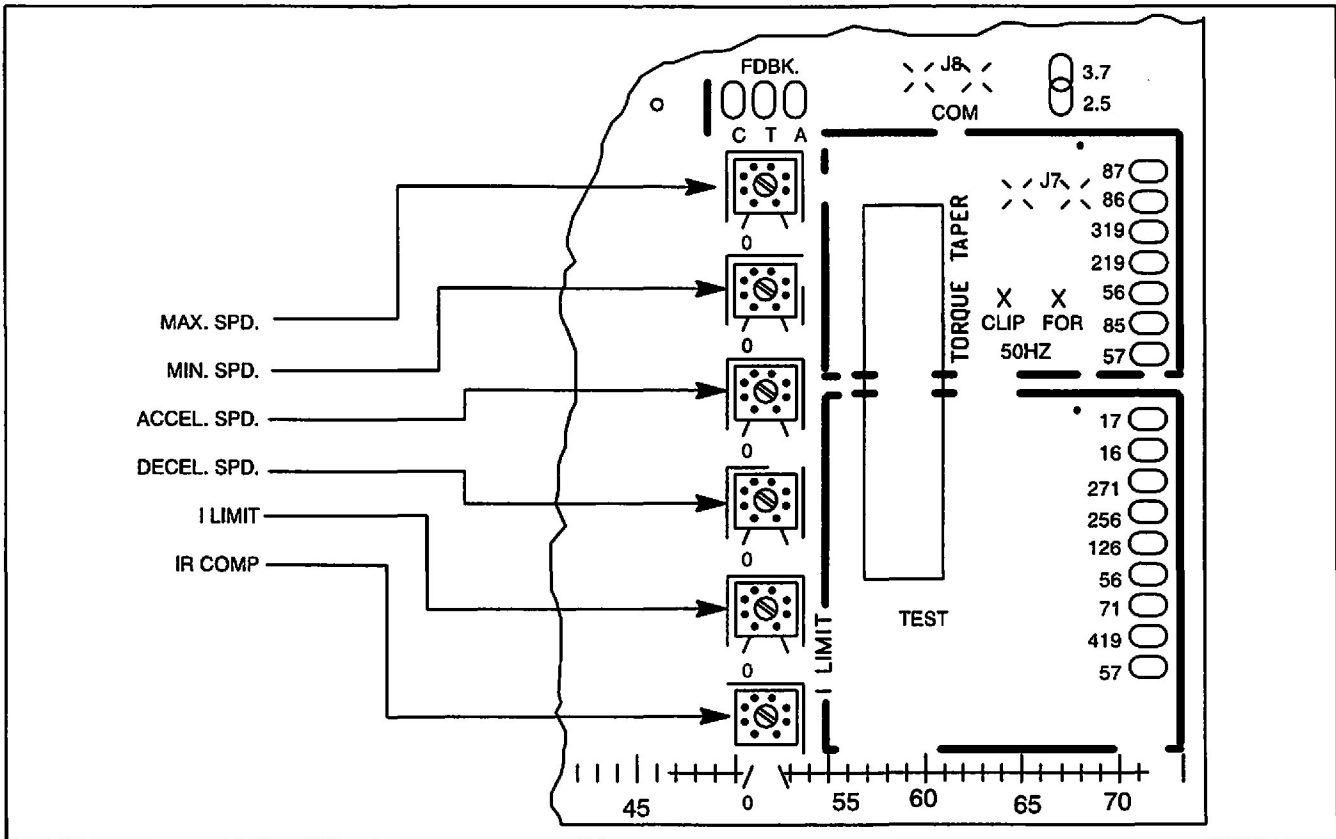 MAX. SPD.
MIN. SPD.
ACCEL. SPD.
DECEL. SPD.
I LIMIT
IR COMP
FDBK.
C T A
0
0
0
0
0
J8
COM
3.7
2.5
TORQUE TAPER
J7
X X
CLIP FOR
50HZ
87
86
319
219
56
85
57
17
16
271
256
126
56
71
419
57
TEST
I LIMIT
45 0 55 60 65 70